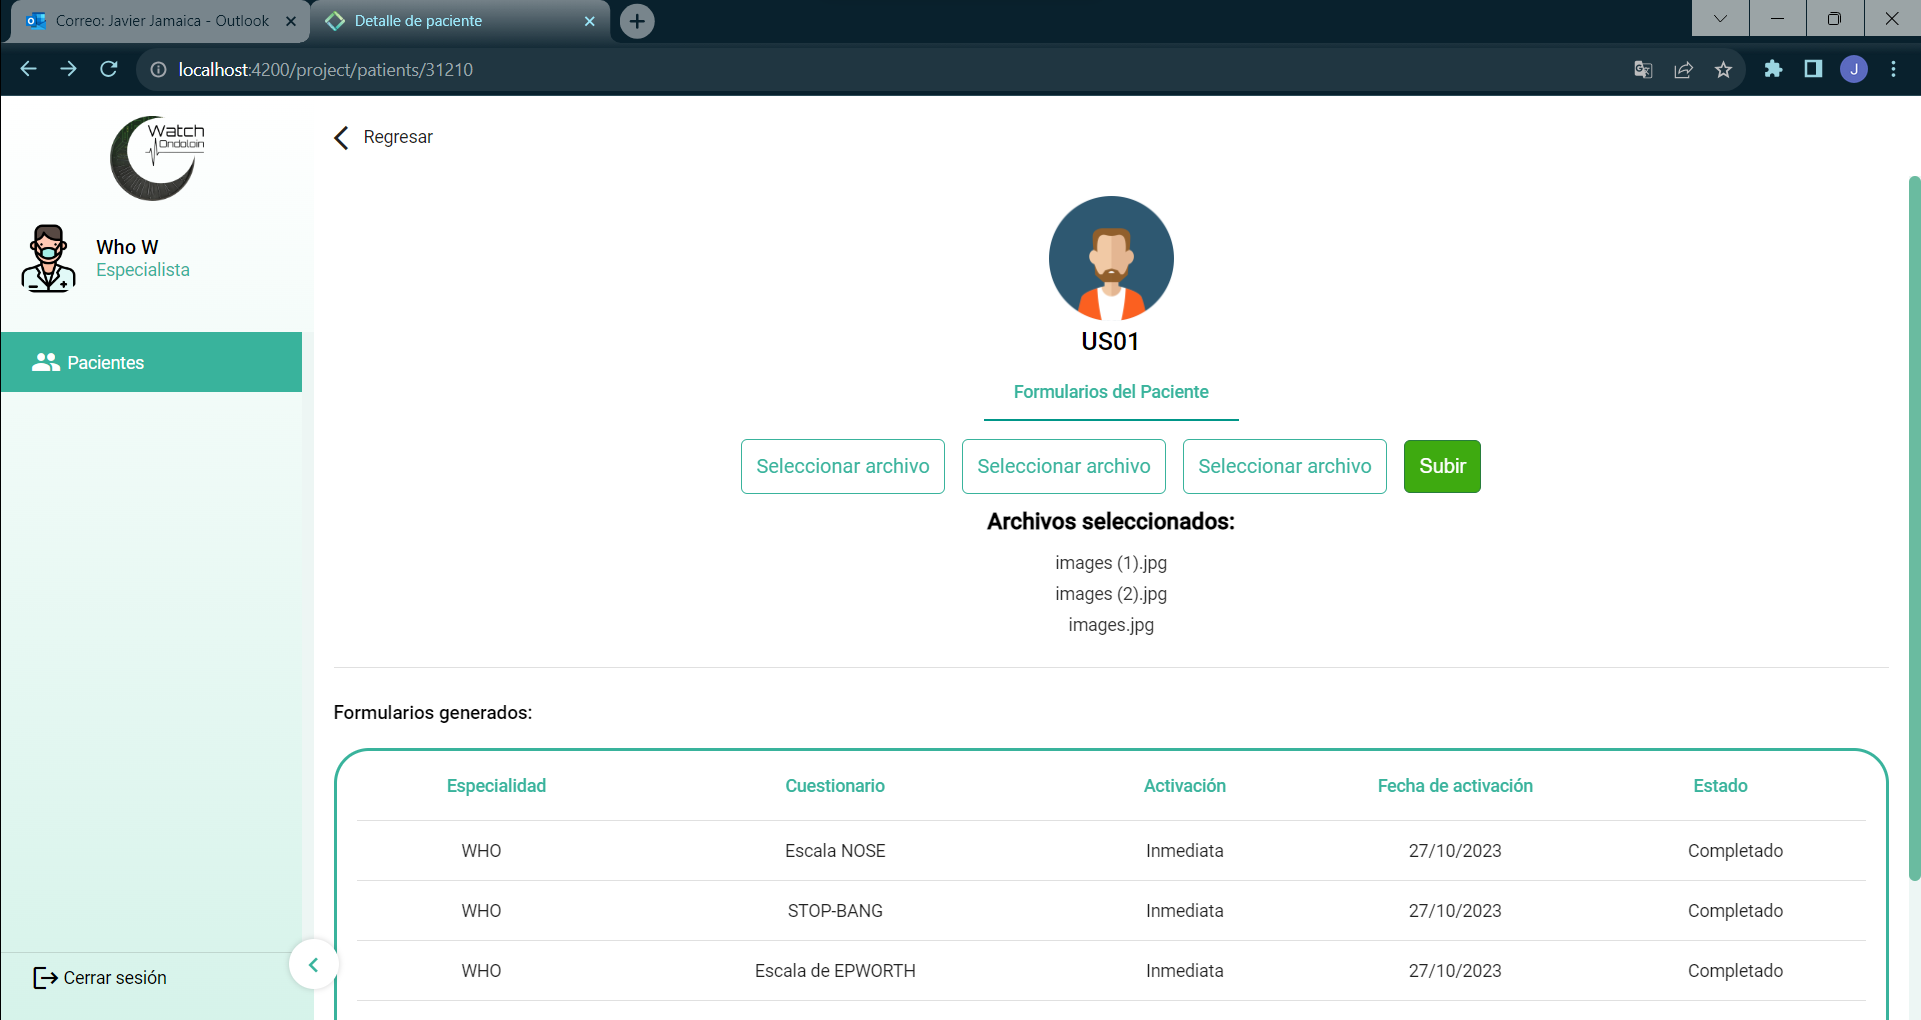 Correo: Javier Jamaica - Outlook
Detalle de paciente
localhost:4200/project/patients/31210
J
Watch
Ondoloin
Who W
Especialista
Pacientes
Cerrar sesión
Regresar
US01
Formularios del Paciente
Seleccionar archivo Seleccionar archivo Seleccionar archivo Subir
Archivos seleccionados:
images (1).jpg
images (2).jpg
images.jpg
Formularios generados:
Especialidad Cuestionario Activación Fecha de activación Estado
WHO Escala NOSE Inmediata 27/10/2023 Completado
WHO STOP-BANG Inmediata 27/10/2023 Completado
WHO Escala de EPWORTH Inmediata 27/10/2023 Completado